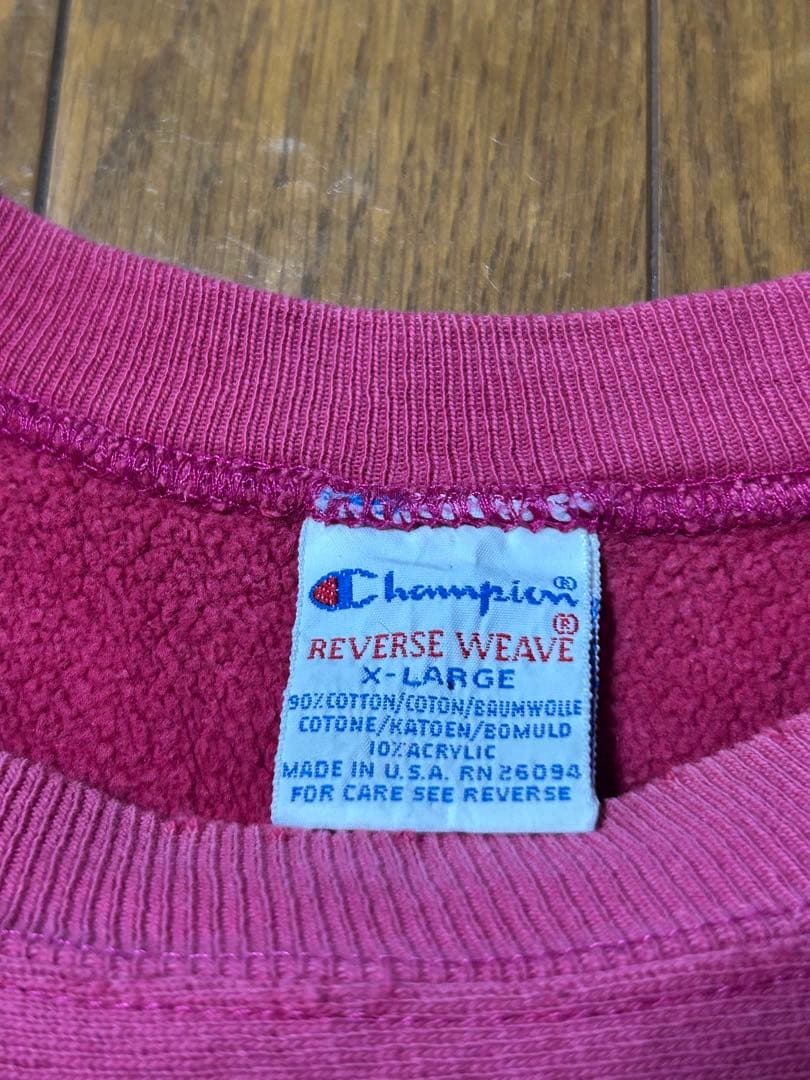 Champion®
REVERSE WEAVE®
X-LARGE
90% COTTON/COTON/BAUMWOLLE
COTONE/KATOEN/BOMULD
10% ACRYLIC
MADE IN U.S.A. RN 26094
FOR CARE SEE REVERSE